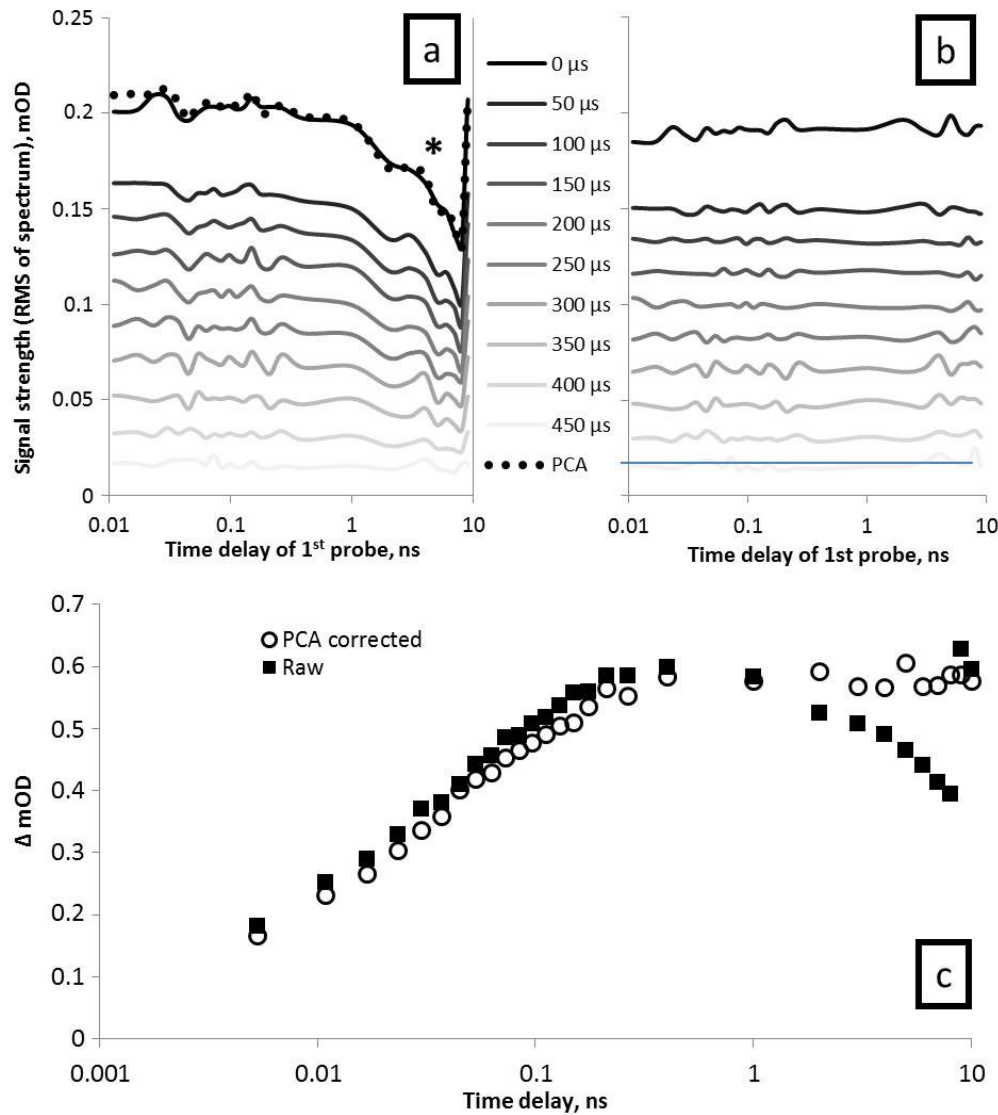 a
b
0.25
0.2
0.15
0.1
0.05
0
Signal strength (RMS of spectrum), mOD
*
0.01 0.1 1 10
Time delay of 1st probe, ns
0 µs
50 µs
100 µs
150 µs
200 µs
250 µs
300 µs
350 µs
400 µs
450 µs
PCA
0.01 0.1 1 10
Time delay of 1st probe, ns
0.7
0.6
0.5
0.4
0.3
0.2
0.1
0
Δ mOD
PCA corrected
Raw
c
0.001 0.01 0.1 1 10
Time delay, ns